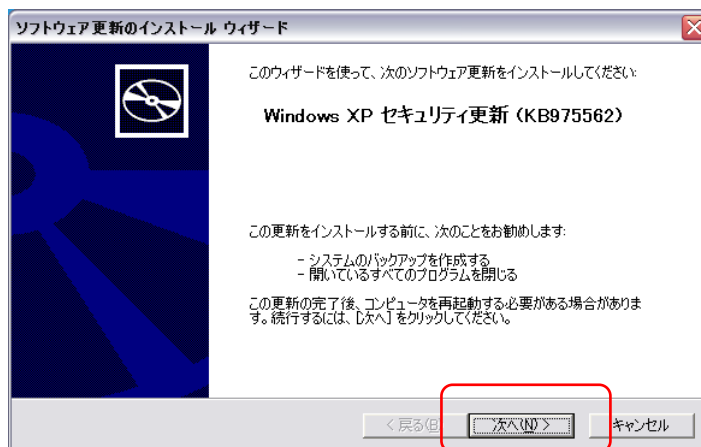 ソフトウェア更新のインストール ウィザード
このウィザードを使って、次のソフトウェア更新をインストールしてください:
Windows XP セキュリティ更新 (KB975562)
この更新をインストールする前に、次のことをお勧めします:
- システムのバックアップを作成する
- 開いているすべてのプログラムを閉じる
この更新の完了後、コンピュータを再起動する必要がある場合がありま
す。続行するには、[次へ] をクリックしてください。
< 戻る(B)
次へ(N) >
キャンセル